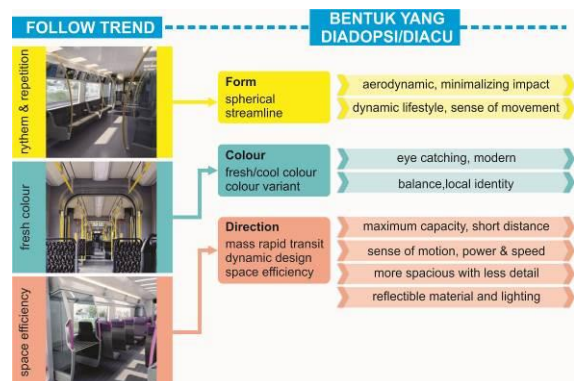 FOLLOW TREND
BENTUK YANG
DIADOPSI/DIACU
rythem & repetition
Form
spherical
streamline
aerodynamic, minimalizing impact
dynamic lifestyle, sense of movement
fresh colour
Colour
fresh/cool colour
colour variant
eye catching, modern
balance,local identity
space efficiency
Direction
mass rapid transit
dynamic design
space efficiency
maximum capacity, short distance
sense of motion, power & speed
more spacious with less detail
reflectible material and lighting